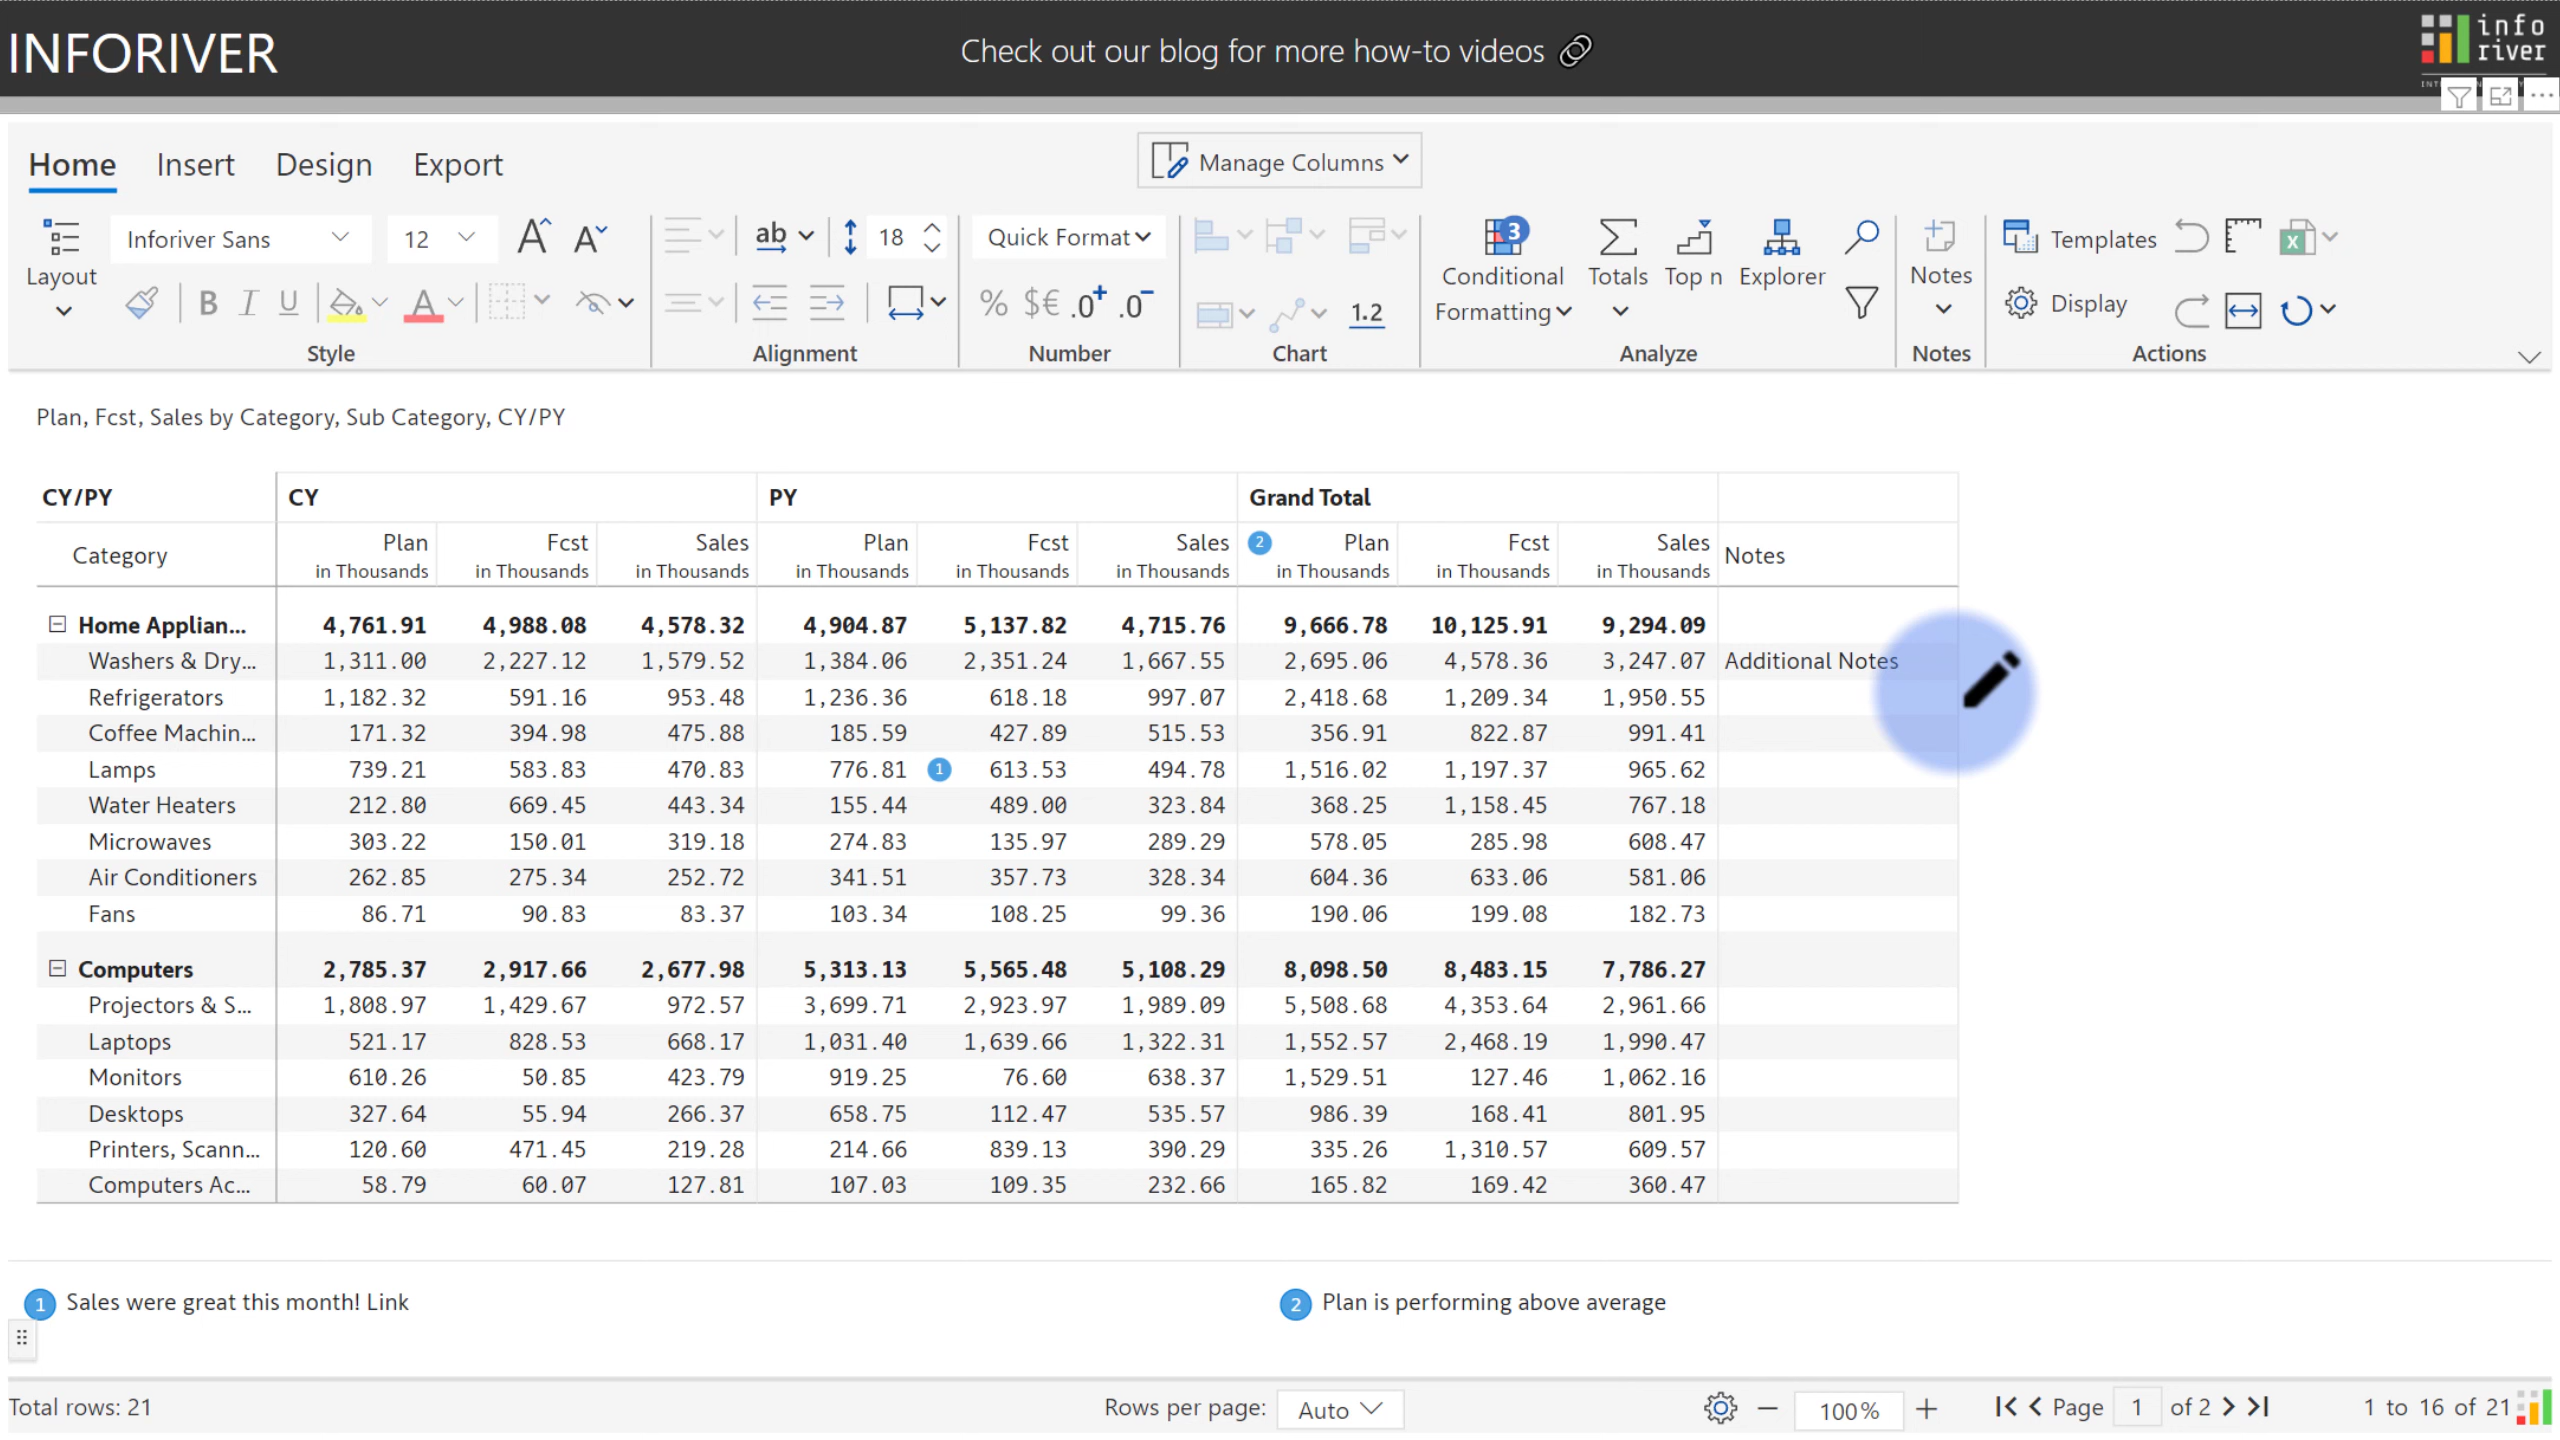 INFORIVER
Check out our blog for more how-to videos
info
river
Home Insert Design Export
Manage Columns
Layout
Inforiver Sans 12
ab 18
Quick Format
3
Conditional Formatting
Totals
Top n
Explorer
Notes
Templates
Display
B I U A
% $€ .0+ .0-
1.2
Style Alignment Number Chart Analyze Notes Actions
Plan, Fcst, Sales by Category, Sub Category, CY/PY
CY/PY CY PY Grand Total
Category Plan in Thousands Fcst in Thousands Sales in Thousands Plan in Thousands Fcst in Thousands Sales in Thousands 2 Plan in Thousands Fcst in Thousands Sales in Thousands Notes
Home Applian... 4,761.91 4,988.08 4,578.32 4,904.87 5,137.82 4,715.76 9,666.78 10,125.91 9,294.09
Washers & Dry... 1,311.00 2,227.12 1,579.52 1,384.06 2,351.24 1,667.55 2,695.06 4,578.36 3,247.07 Additional Notes
Refrigerators 1,182.32 591.16 953.48 1,236.36 618.18 997.07 2,418.68 1,209.34 1,950.55
Coffee Machin... 171.32 394.98 475.88 185.59 427.89 515.53 356.91 822.87 991.41
Lamps 739.21 583.83 470.83 776.81 1 613.53 494.78 1,516.02 1,197.37 965.62
Water Heaters 212.80 669.45 443.34 155.44 489.00 323.84 368.25 1,158.45 767.18
Microwaves 303.22 150.01 319.18 274.83 135.97 289.29 578.05 285.98 608.47
Air Conditioners 262.85 275.34 252.72 341.51 357.73 328.34 604.36 633.06 581.06
Fans 86.71 90.83 83.37 103.34 108.25 99.36 190.06 199.08 182.73
Computers 2,785.37 2,917.66 2,677.98 5,313.13 5,565.48 5,108.29 8,098.50 8,483.15 7,786.27
Projectors & S... 1,808.97 1,429.67 972.57 3,699.71 2,923.97 1,989.09 5,508.68 4,353.64 2,961.66
Laptops 521.17 828.53 668.17 1,031.40 1,639.66 1,322.31 1,552.57 2,468.19 1,990.47
Monitors 610.26 50.85 423.79 919.25 76.60 638.37 1,529.51 127.46 1,062.16
Desktops 327.64 55.94 266.37 658.75 112.47 535.57 986.39 168.41 801.95
Printers, Scann... 120.60 471.45 219.28 214.66 839.13 390.29 335.26 1,310.57 609.57
Computers Ac... 58.79 60.07 127.81 107.03 109.35 232.66 165.82 169.42 360.47
1 Sales were great this month! Link
2 Plan is performing above average
Total rows: 21 Rows per page: Auto 100% Page 1 of 2 1 to 16 of 21